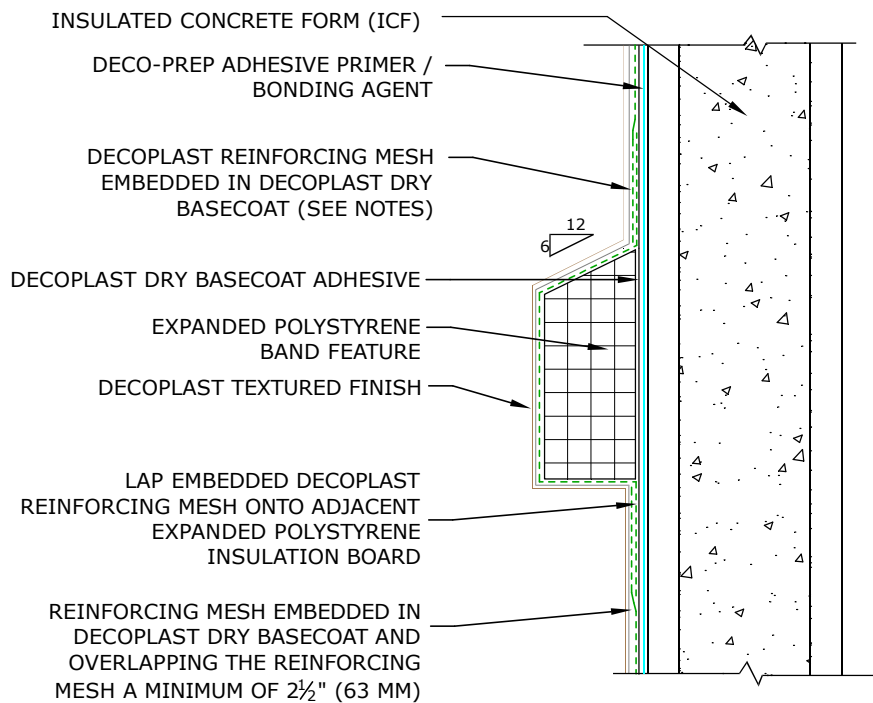 INSULATED CONCRETE FORM (ICF)
DECO-PREP ADHESIVE PRIMER /
BONDING AGENT
DECOPLAST REINFORCING MESH
EMBEDDED IN DECOPLAST DRY
BASECOAT (SEE NOTES)
12
6
DECOPLAST DRY BASECOAT ADHESIVE
EXPANDED POLYSTYRENE
BAND FEATURE
DECOPLAST TEXTURED FINISH
LAP EMBEDDED DECOPLAST
REINFORCING MESH ONTO ADJACENT
EXPANDED POLYSTYRENE
INSULATION BOARD
REINFORCING MESH EMBEDDED IN
DECOPLAST DRY BASECOAT AND
OVERLAPPING THE REINFORCING
MESH A MINIMUM OF 2½" (63 MM)